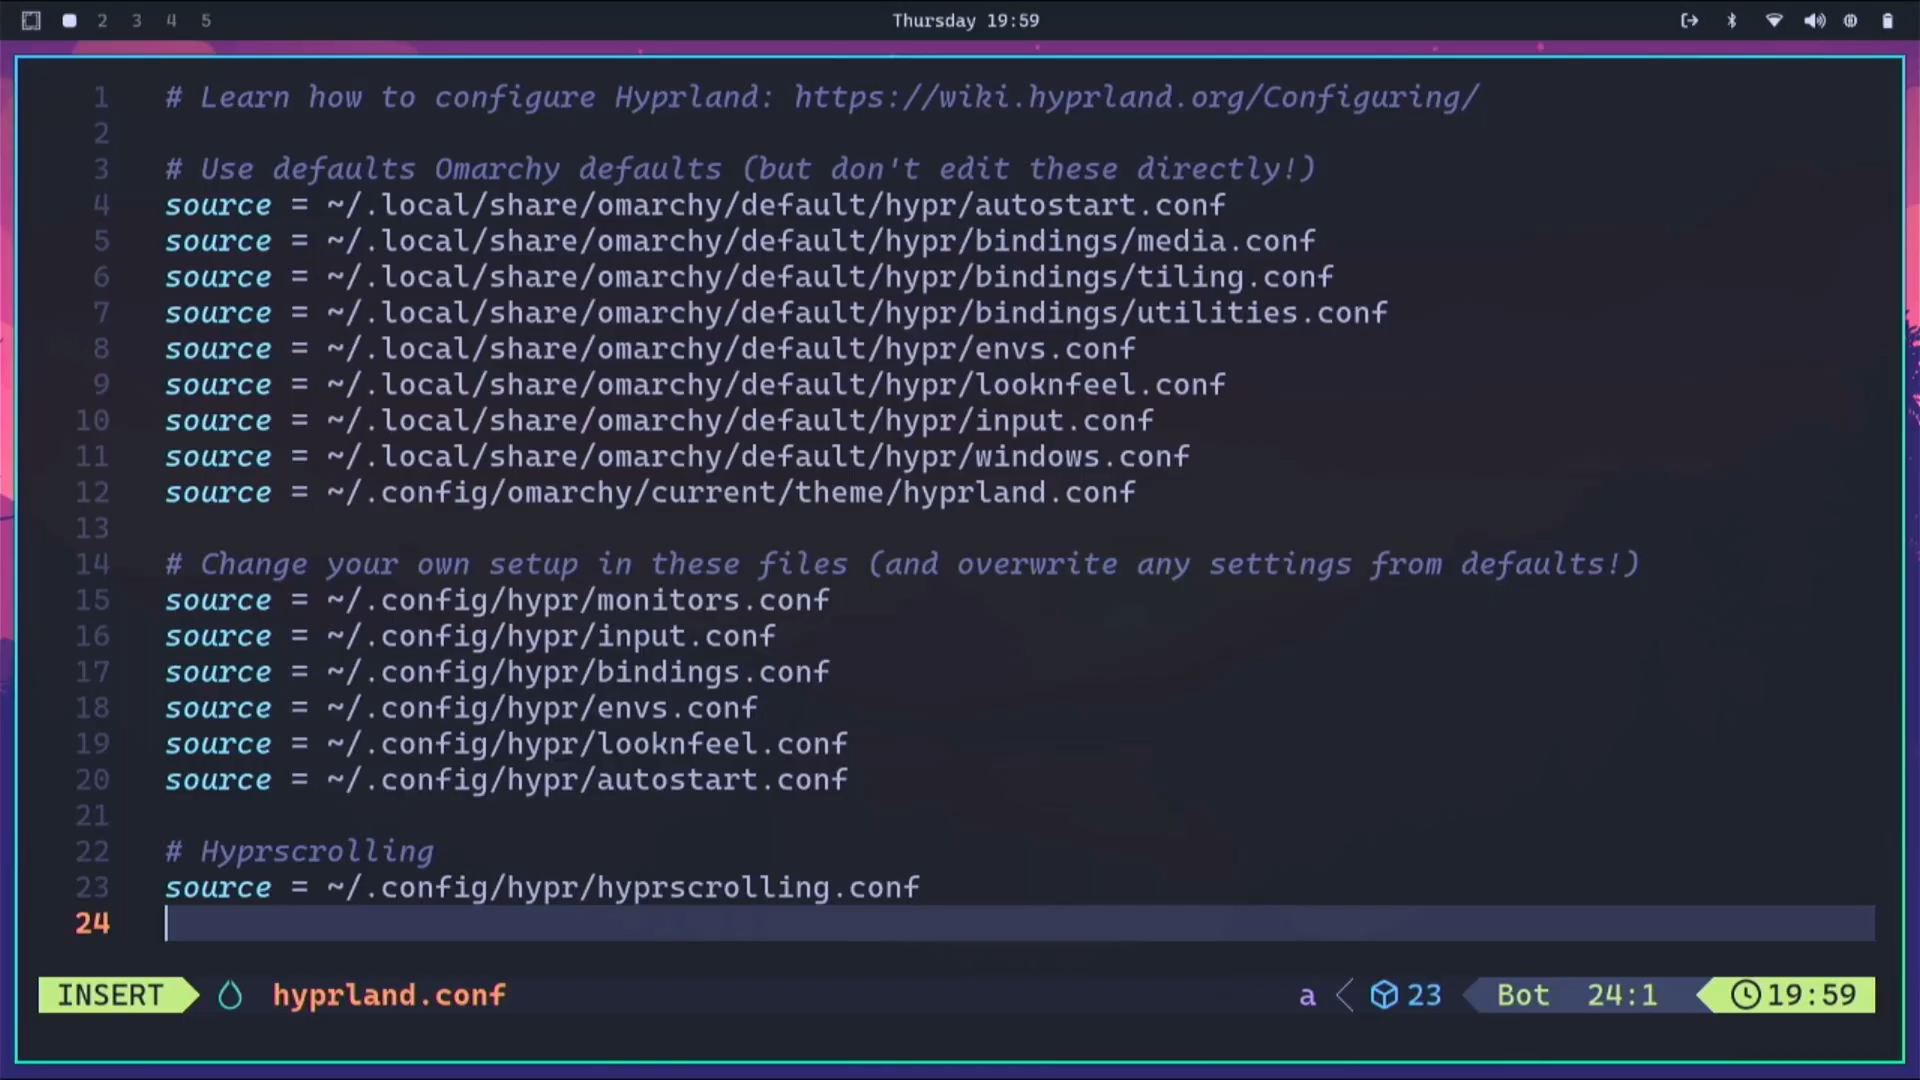 2 3 4 5 Thursday 19:59
1 # Learn how to configure Hyprland: https://wiki.hyprland.org/Configuring/
2
3 # Use defaults Omarchy defaults (but don't edit these directly!)
4 source = ~/.local/share/omarchy/default/hypr/autostart.conf
5 source = ~/.local/share/omarchy/default/hypr/bindings/media.conf
6 source = ~/.local/share/omarchy/default/hypr/bindings/tiling.conf
7 source = ~/.local/share/omarchy/default/hypr/bindings/utilities.conf
8 source = ~/.local/share/omarchy/default/hypr/envs.conf
9 source = ~/.local/share/omarchy/default/hypr/looknfeel.conf
10 source = ~/.local/share/omarchy/default/hypr/input.conf
11 source = ~/.local/share/omarchy/default/hypr/windows.conf
12 source = ~/.config/omarchy/current/theme/hyprland.conf
13
14 # Change your own setup in these files (and overwrite any settings from defaults!)
15 source = ~/.config/hypr/monitors.conf
16 source = ~/.config/hypr/input.conf
17 source = ~/.config/hypr/bindings.conf
18 source = ~/.config/hypr/envs.conf
19 source = ~/.config/hypr/looknfeel.conf
20 source = ~/.config/hypr/autostart.conf
21
22 # Hyprscrolling
23 source = ~/.config/hypr/hyprscrolling.conf
24
INSERT hyprland.conf a 23 Bot 24:1 19:59